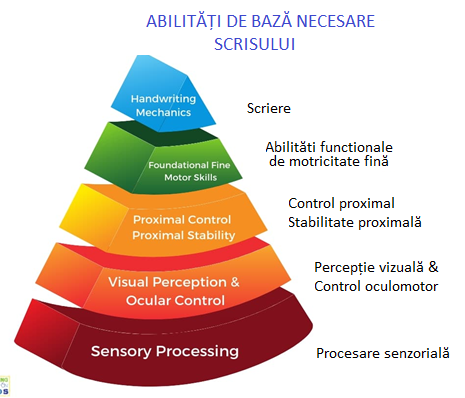 ABILITĂȚI DE BAZĂ NECESARE
SCRISULUI
Handwriting
Mechanics
Scriere
Foundational Fine
Motor Skills
Abilităti functionale
de motricitate fină
Proximal Control
Proximal Stability
Control proximal
Stabilitate proximală
Visual Perception &
Ocular Control
Percepție vizuală &
Control oculomotor
Sensory Processing
Procesare senzorială